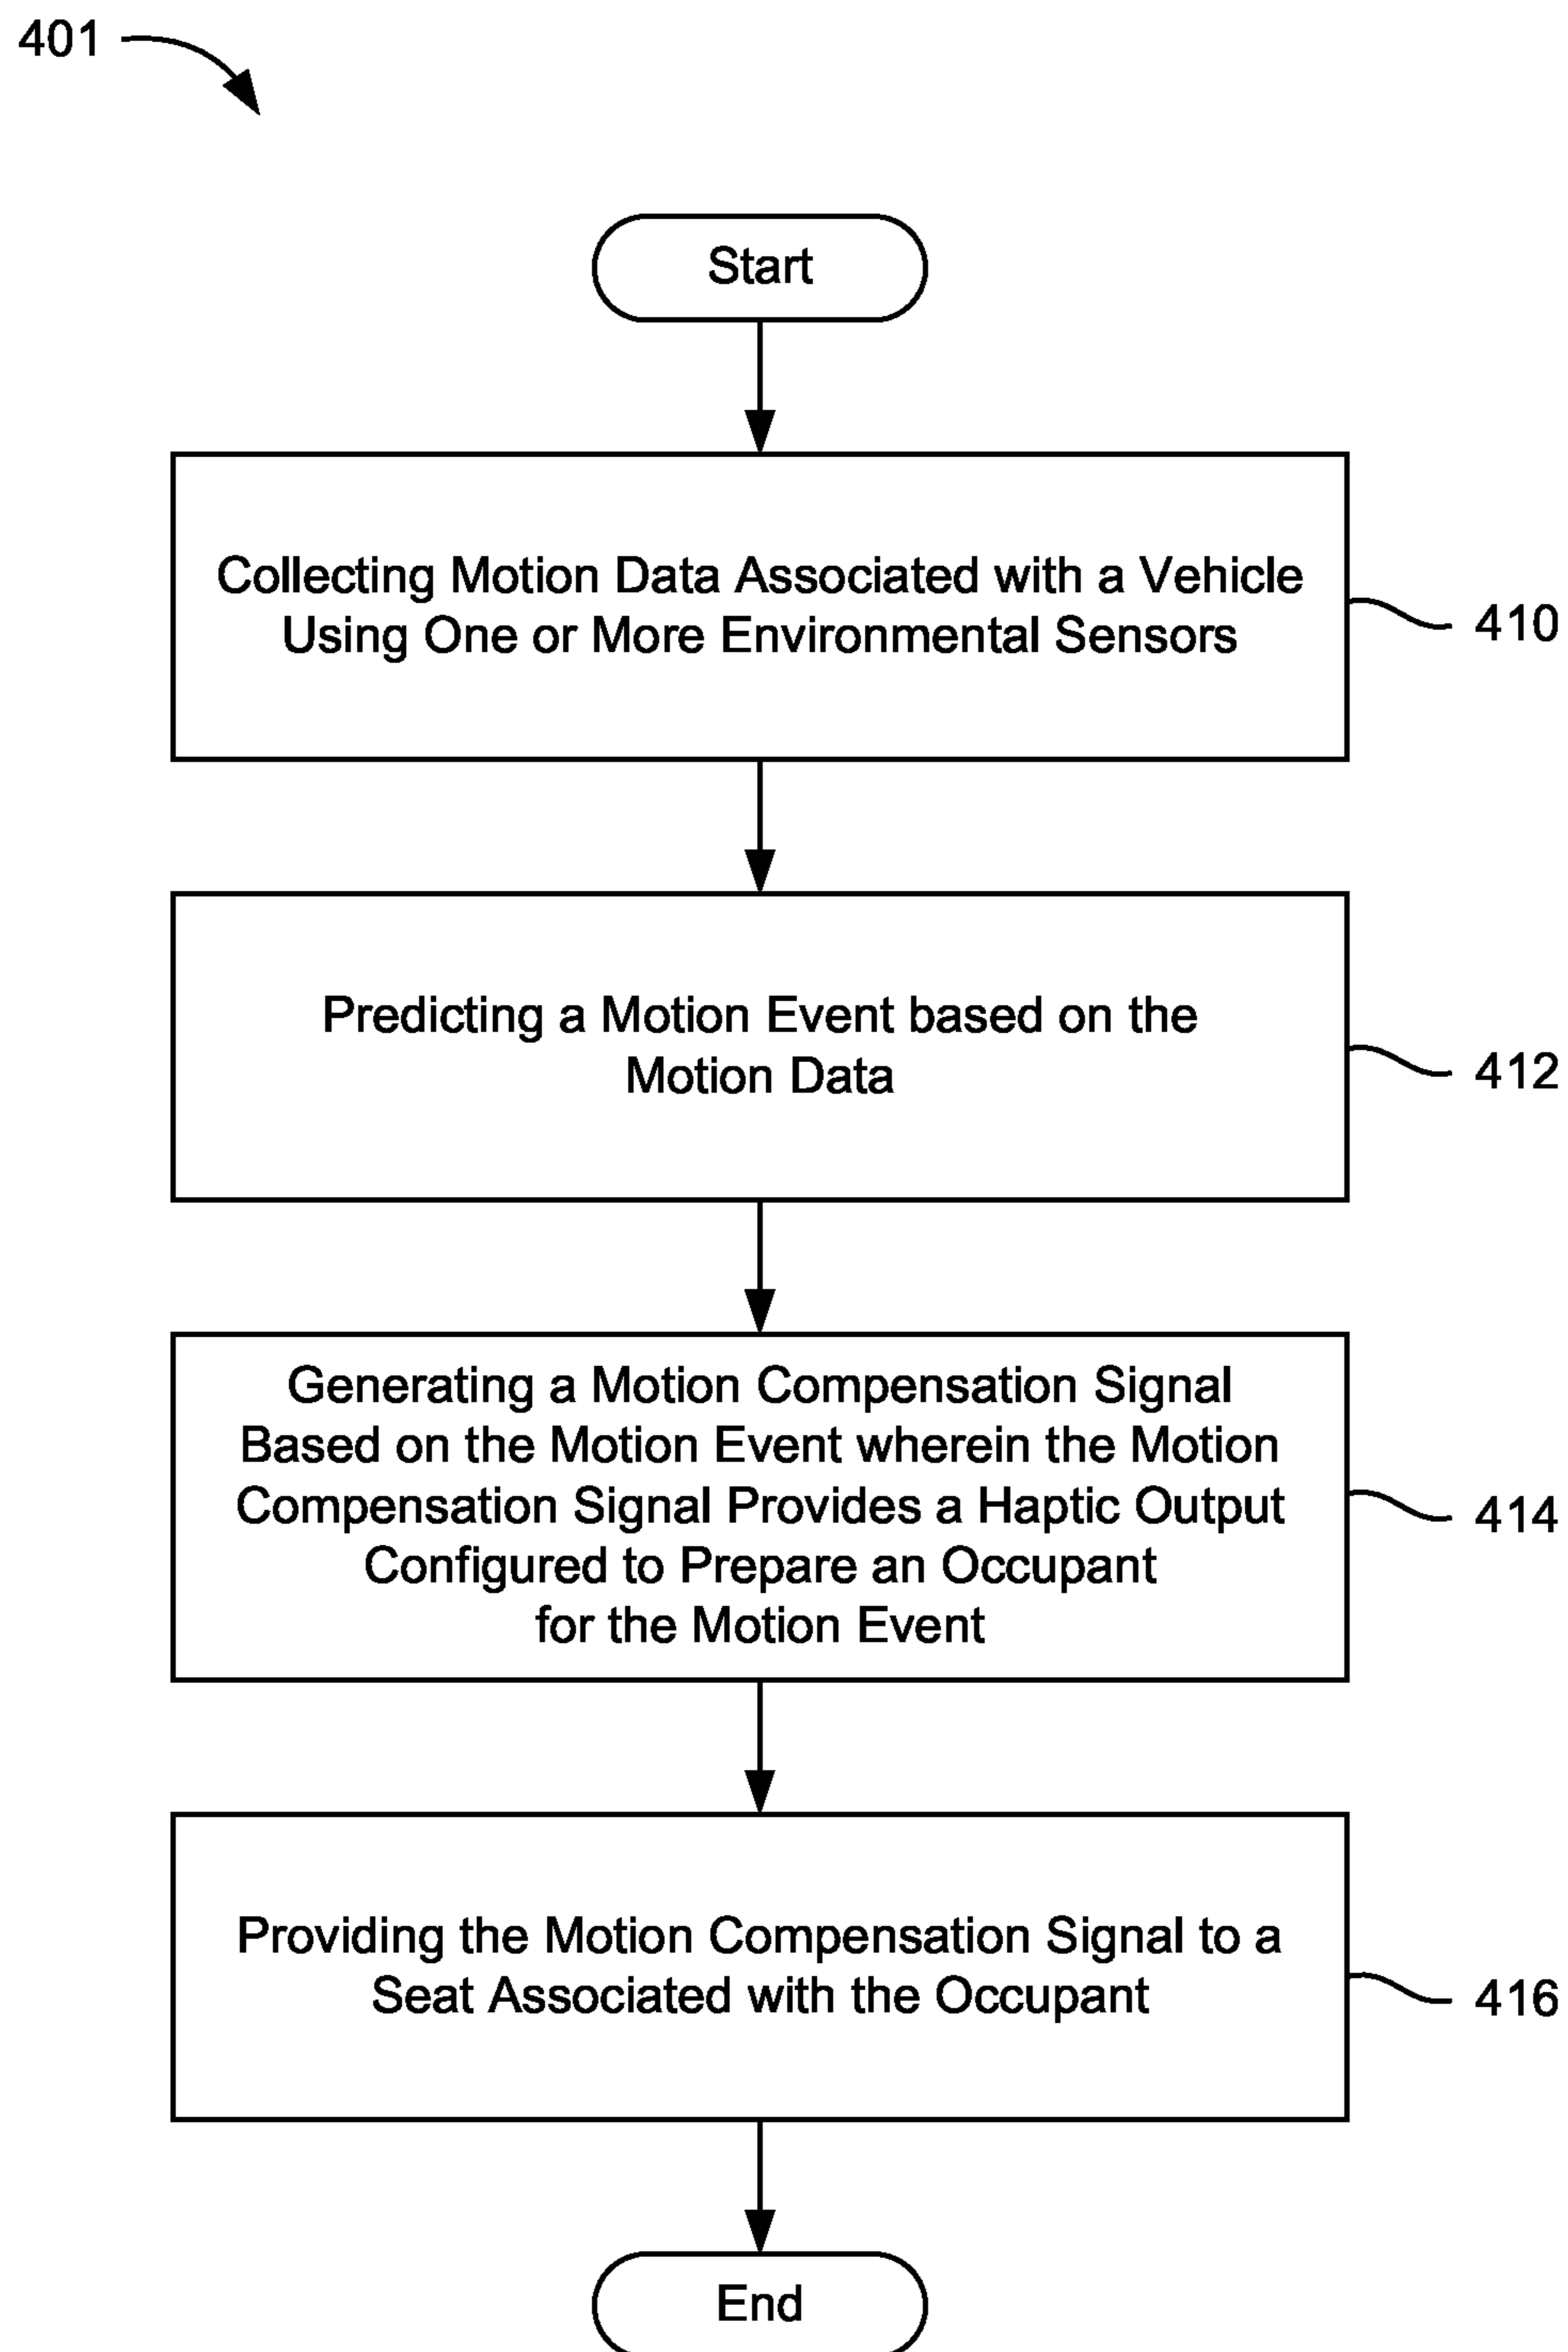 401
Start
Collecting Motion Data Associated with a Vehicle
Using One or More Environmental Sensors
410
Predicting a Motion Event based on the
Motion Data
412
Generating a Motion Compensation Signal
Based on the Motion Event wherein the Motion
Compensation Signal Provides a Haptic Output
Configured to Prepare an Occupant
for the Motion Event
414
Providing the Motion Compensation Signal to a
Seat Associated with the Occupant
416
End